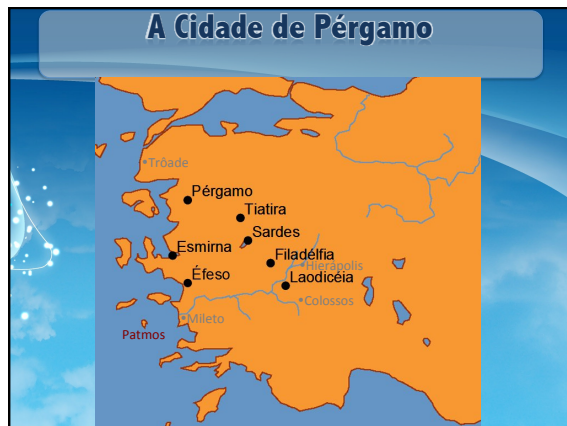 A Cidade de Pérgamo
Trôade
Pérgamo
Tiatira
Sardes
Esmirna
Filadélfia
Hierápolis
Éfeso
Laodicéia
Colossos
Mileto
Patmos